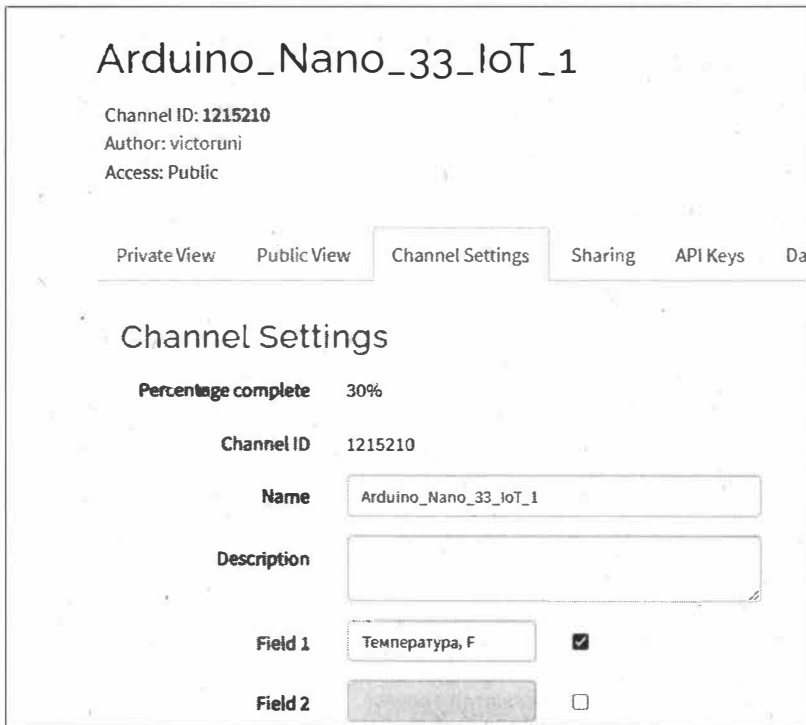 Arduino_Nano_33_IoT_1
Channel ID: 1215210
Author: victoruni
Access: Public
Private View Public View Channel Settings Sharing API Keys Da
Channel Settings
Percentage complete 30%
Channel ID 1215210
Name Arduino_Nano_33_IoT_1
Description
Field 1 Температура, F
Field 2